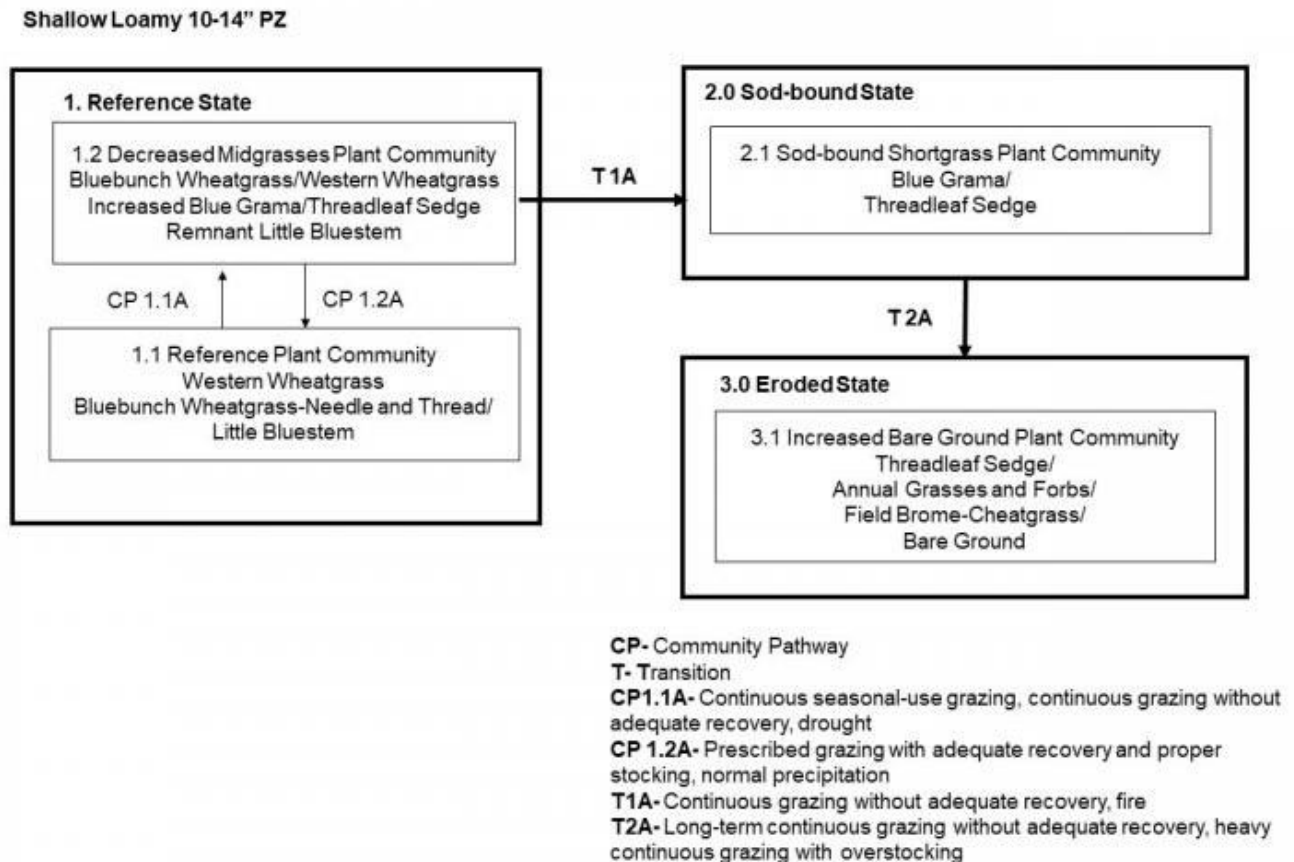 Shallow Loamy 10-14” PZ
1. Reference State
1.2 Decreased Midgrasses Plant Community
Bluebunch Wheatgrass/Western Wheatgrass
Increased Blue Grama/Threadleaf Sedge
Remnant Little Bluestem
CP 1.1A
CP 1.2A
1.1 Reference Plant Community
Western Wheatgrass
Bluebunch Wheatgrass-Needle and Thread/
Little Bluestem
T1A
2.0 Sod-bound State
2.1 Sod-bound Shortgrass Plant Community
Blue Grama/
Threadleaf Sedge
T2A
3.0 Eroded State
3.1 Increased Bare Ground Plant Community
Threadleaf Sedge/
Annual Grasses and Forbs/
Field Brome-Cheatgrass/
Bare Ground
CP- Community Pathway
T- Transition
CP1.1A- Continuous seasonal-use grazing, continuous grazing without
adequate recovery, drought
CP 1.2A- Prescribed grazing with adequate recovery and proper
stocking, normal precipitation
T1A- Continuous grazing without adequate recovery, fire
T2A- Long-term continuous grazing without adequate recovery, heavy
continuous grazing with overstocking